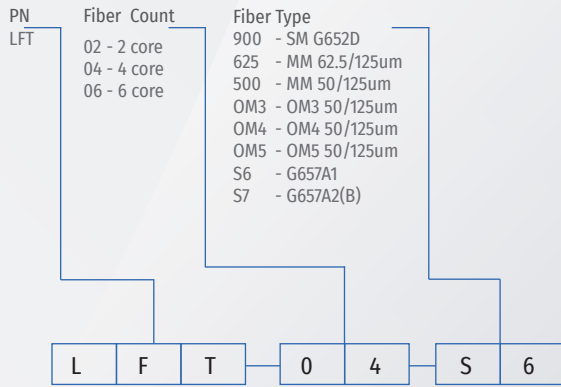 PN
LFT
Fiber Count
02 - 2 core
04 - 4 core
06 - 6 core
Fiber Type
900 - SM G652D
625 - MM 62.5/125um
500 - MM 50/125um
OM3 - OM3 50/125um
OM4 - OM4 50/125um
OM5 - OM5 50/125um
S6 - G657A1
S7 - G657A2(B)
L F T 0 4 S 6